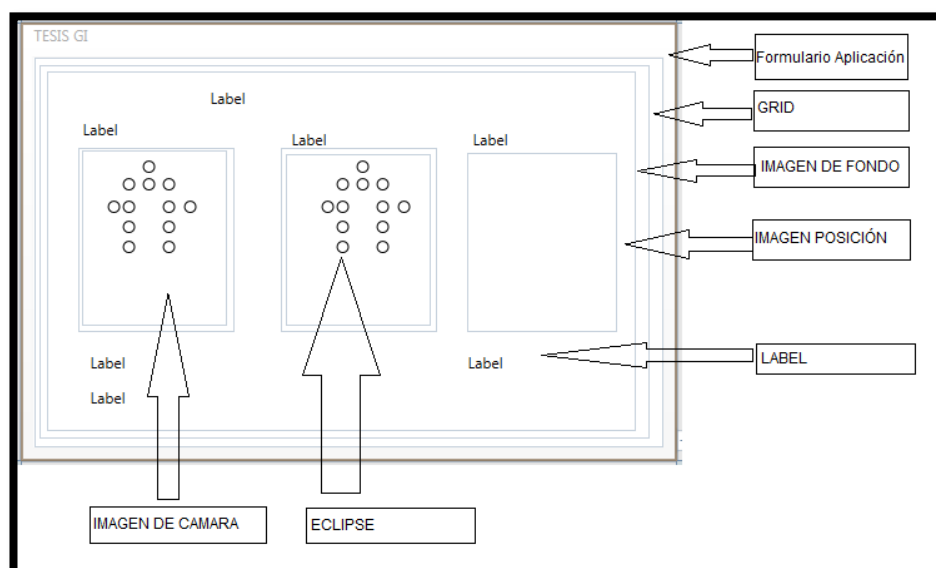 TESIS GI
Formulario Aplicación
Label
GRID
Label
Label
Label
IMAGEN DE FONDO
IMAGEN POSICIÓN
Label
Label
LABEL
Label
IMAGEN DE CAMARA
ECLIPSE